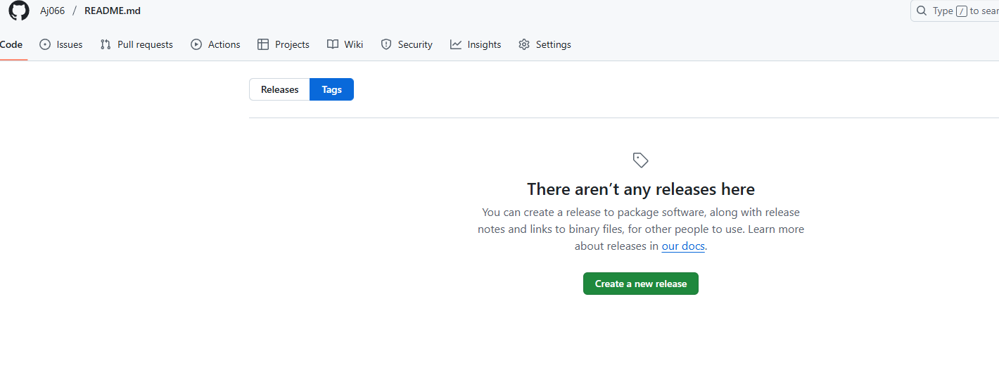 Aj066 / README.md
Type / to sear
Code Issues Pull requests Actions Projects Wiki Security Insights Settings
Releases Tags
There aren’t any releases here
You can create a release to package software, along with release
notes and links to binary files, for other people to use. Learn more
about releases in our docs.
Create a new release